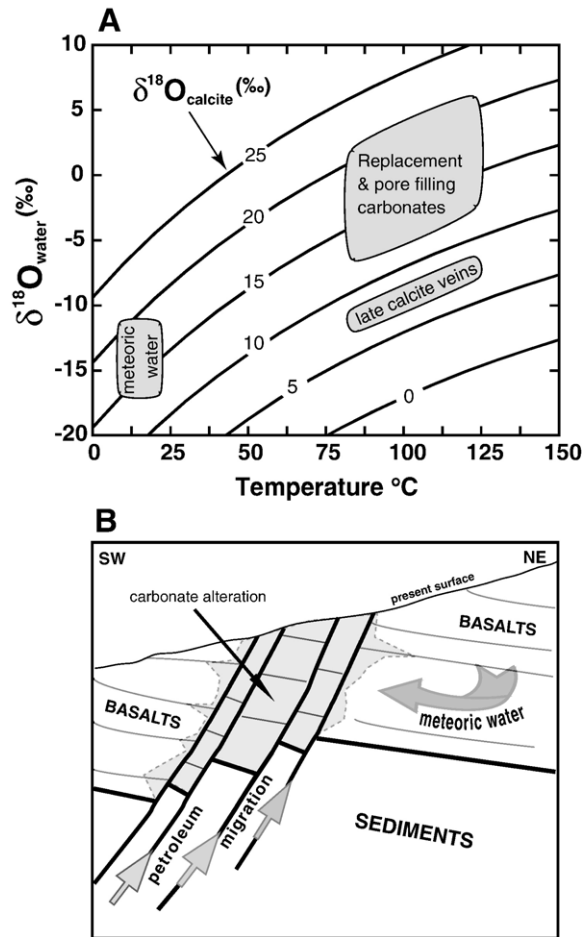 A
δ18Ocalcite (‰)
10
5
0
-5
-10
-15
-20
δ18Owater (‰)
25
20
15
10
5
0
Replacement
& pore filling
carbonates
late calcite veins
meteoric
water
0
25
50
75
100
125
150
Temperature °C
B
SW
NE
carbonate alteration
present surface
BASALTS
BASALTS
meteoric water
petroleum
migration
SEDIMENTS